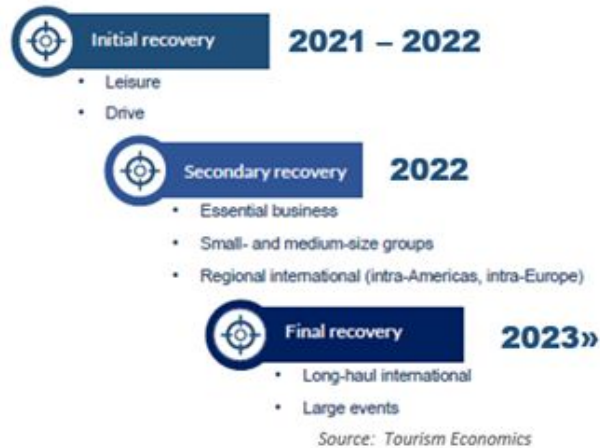 Initial recovery 2021 – 2022
• Leisure
• Drive
Secondary recovery 2022
• Essential business
• Small- and medium-size groups
• Regional international (intra-Americas, intra-Europe)
Final recovery 2023»
• Long-haul international
• Large events
Source: Tourism Economics